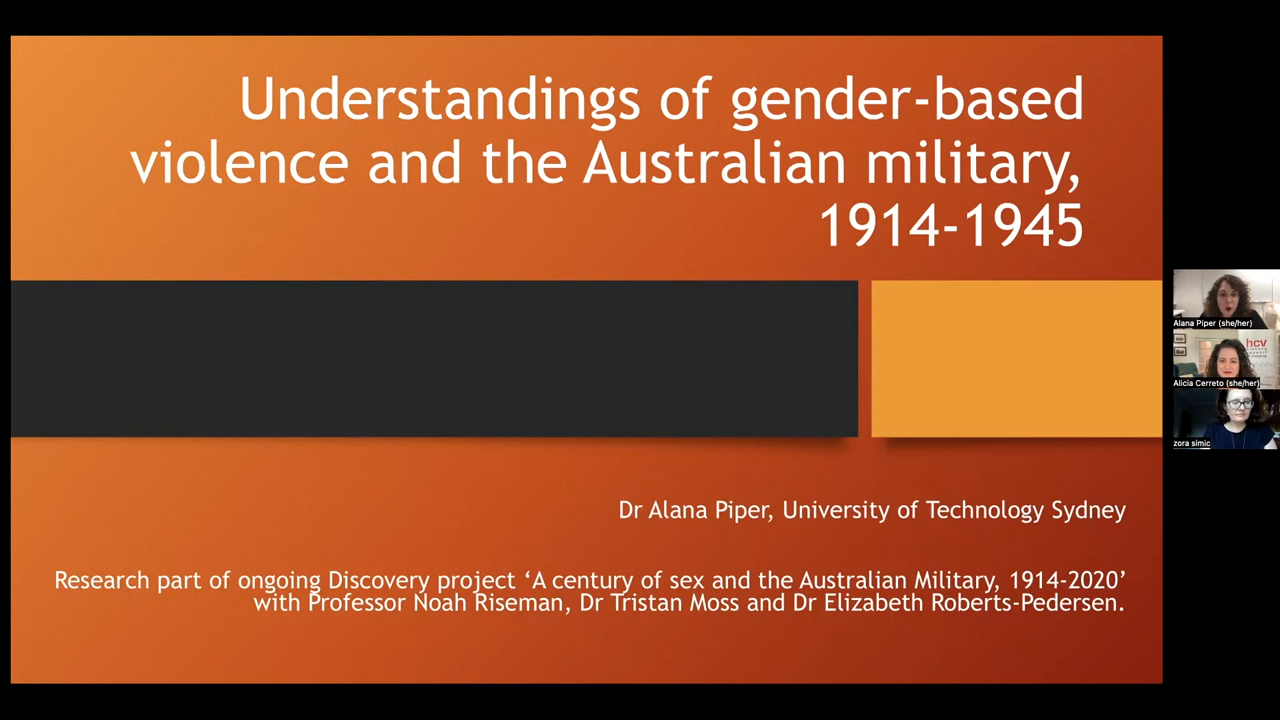 Understandings of gender-based
violence and the Australian military,
1914-1945
Dr Alana Piper, University of Technology Sydney
Research part of ongoing Discovery project ‘A century of sex and the Australian Military, 1914-2020’
with Professor Noah Riseman, Dr Tristan Moss and Dr Elizabeth Roberts-Pedersen.
Alana Piper (she/her)
hcv
Alicia Cerreto (she/her)
zora simic